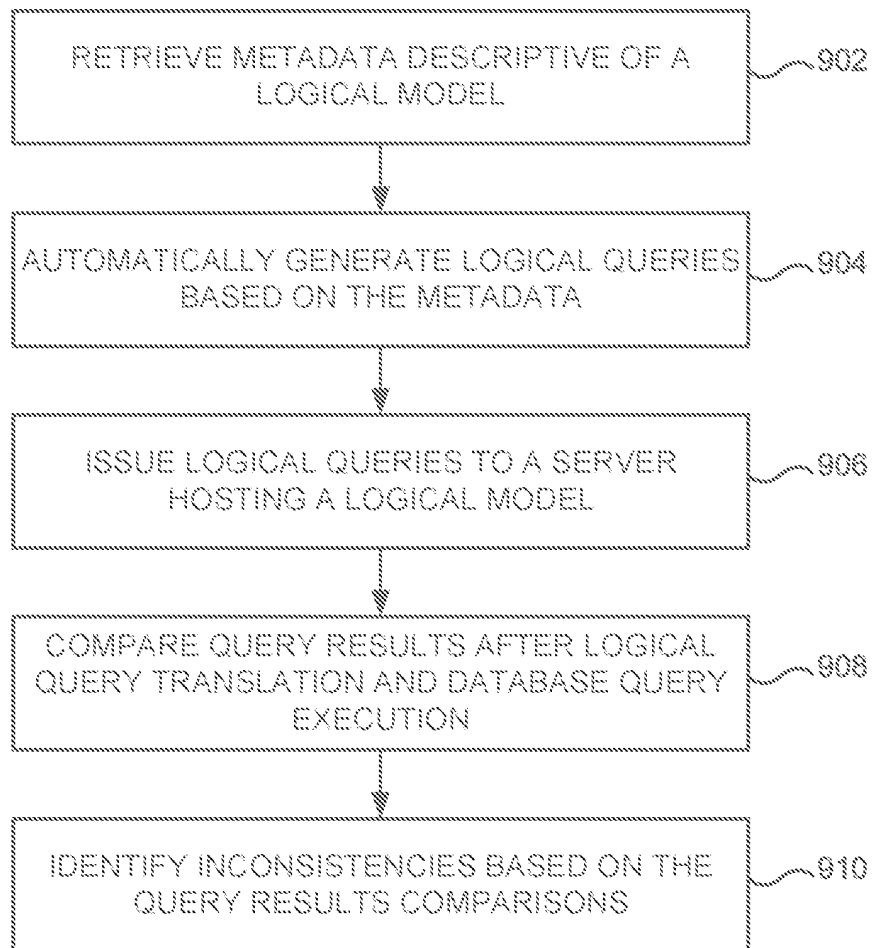 RETRIEVE METADATA DESCRIPTIVE OF A
LOGICAL MODEL
902
AUTOMATICALLY GENERATE LOGICAL QUERIES
BASED ON THE METADATA
904
ISSUE LOGICAL QUERIES TO A SERVER
HOSTING A LOGICAL MODEL
906
COMPARE QUERY RESULTS AFTER LOGICAL
QUERY TRANSLATION AND DATABASE QUERY
EXECUTION
908
IDENTIFY INCONSISTENCIES BASED ON THE
QUERY RESULTS COMPARISONS
910